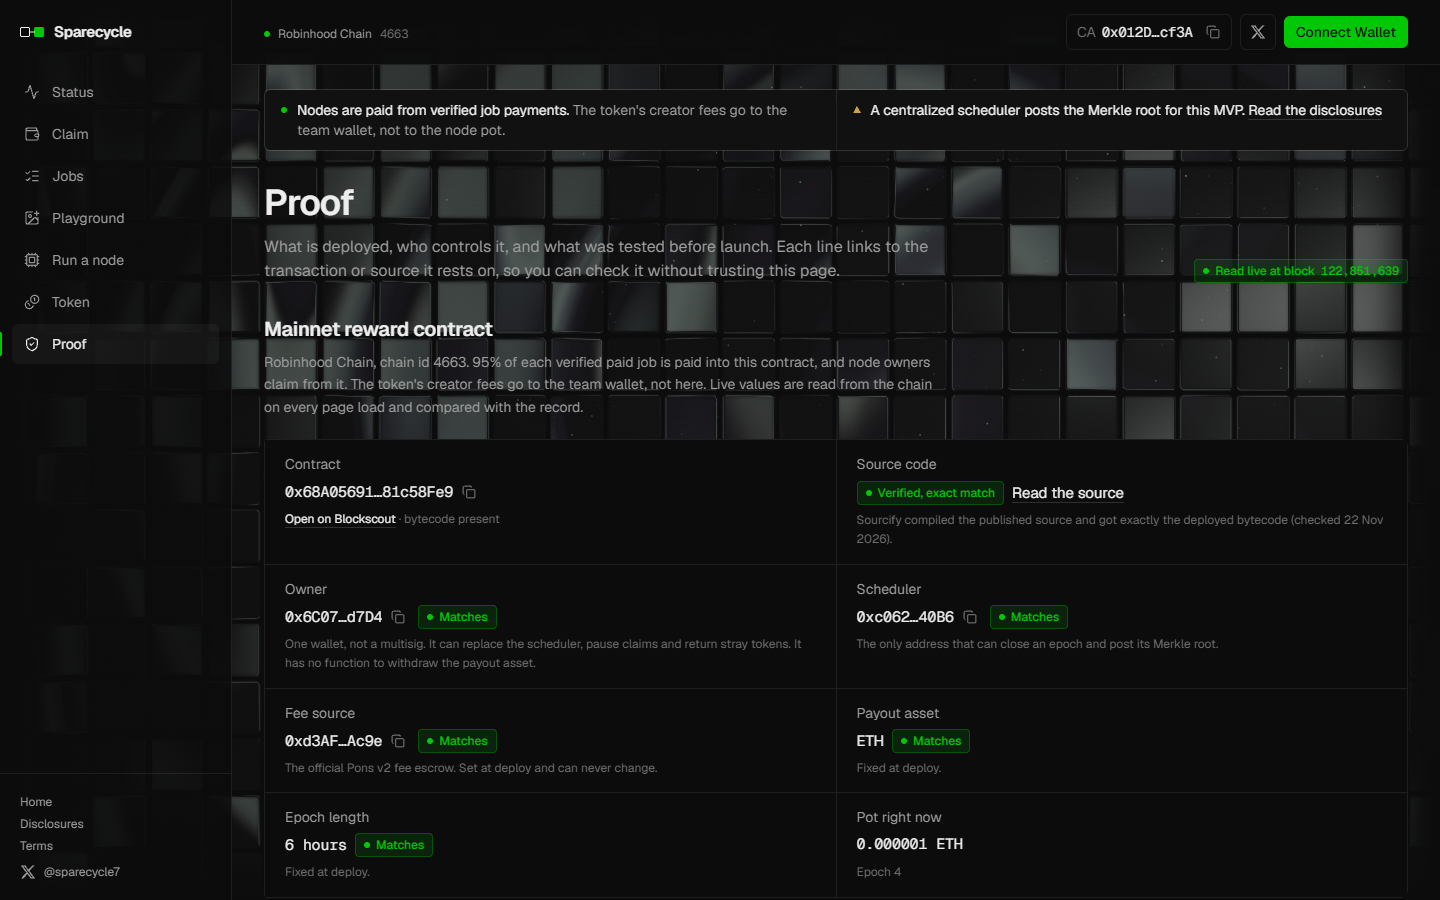 Sparecycle
Status
Claim
Jobs
Playground
Run a node
Token
Proof
Home
Disclosures
Terms
@sparecycle7
Robinhood Chain 4663
CA 0x012D…cf3A
Connect Wallet
Nodes are paid from verified job payments. The token's creator fees go to the
team wallet, not to the node pot.
A centralized scheduler posts the Merkle root for this MVP. Read the disclosures
Proof
What is deployed, who controls it, and what was tested before launch. Each line links to the
transaction or source it rests on, so you can check it without trusting this page.
Read live at block 122,851,639
Mainnet reward contract
Robinhood Chain, chain id 4663. 95% of each verified paid job is paid into this contract, and node owners
claim from it. The token's creator fees go to the team wallet, not here. Live values are read from the chain
on every page load and compared with the record.
Contract
0x68A05691…81c58Fe9
Open on Blockscout · bytecode present
Source code
Verified, exact match Read the source
Sourcify compiled the published source and got exactly the deployed bytecode (checked 22 Nov
2026).
Owner
0x6C07…d7D4 Matches
One wallet, not a multisig. It can replace the scheduler, pause claims and return stray tokens. It
has no function to withdraw the payout asset.
Scheduler
0xc062…40B6 Matches
The only address that can close an epoch and post its Merkle root.
Fee source
0xd3AF…Ac9e Matches
The official Pons v2 fee escrow. Set at deploy and can never change.
Payout asset
ETH Matches
Fixed at deploy.
Epoch length
6 hours Matches
Fixed at deploy.
Pot right now
0.000001 ETH
Epoch 4